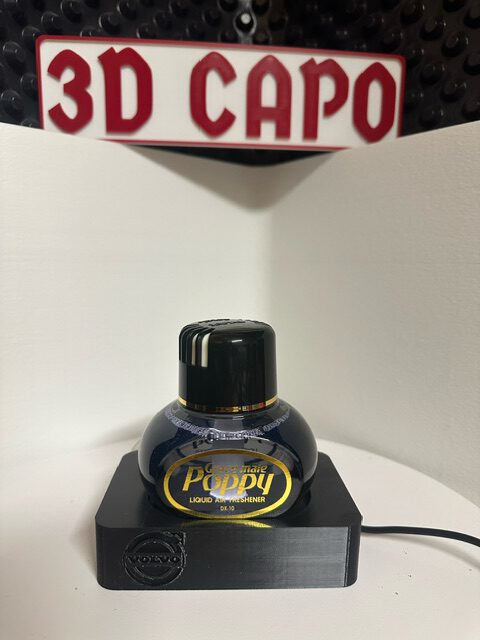 3D CAPO
Grace mate
Poppy
LIQUID AIR FRESHENER
DX-10
VOLVO